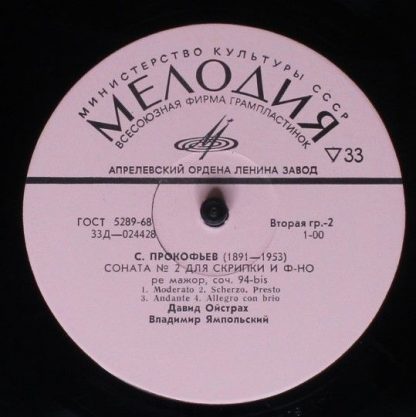 МИНИСТЕРСТВО КУЛЬТУРЫ СССР
МЕЛОДИЯ
ВСЕСОЮЗНАЯ ФИРМА ГРАМПЛАСТИНОК
▽33
АПРЕЛЕВСКИЙ ОРДЕНА ЛЕНИНА ЗАВОД
ГОСТ 5289-68 Вторая гр.-2
33Д—024428 1-00
С. ПРОКОФЬЕВ (1891—1953)
СОНАТА № 2 ДЛЯ СКРИПКИ И Ф-НО
ре мажор, соч. 94-bis
1. Moderato 2. Scherzo. Presto
3. Andante 4. Allegro con brio
Давид Ойстрах
Владимир Ямпольский